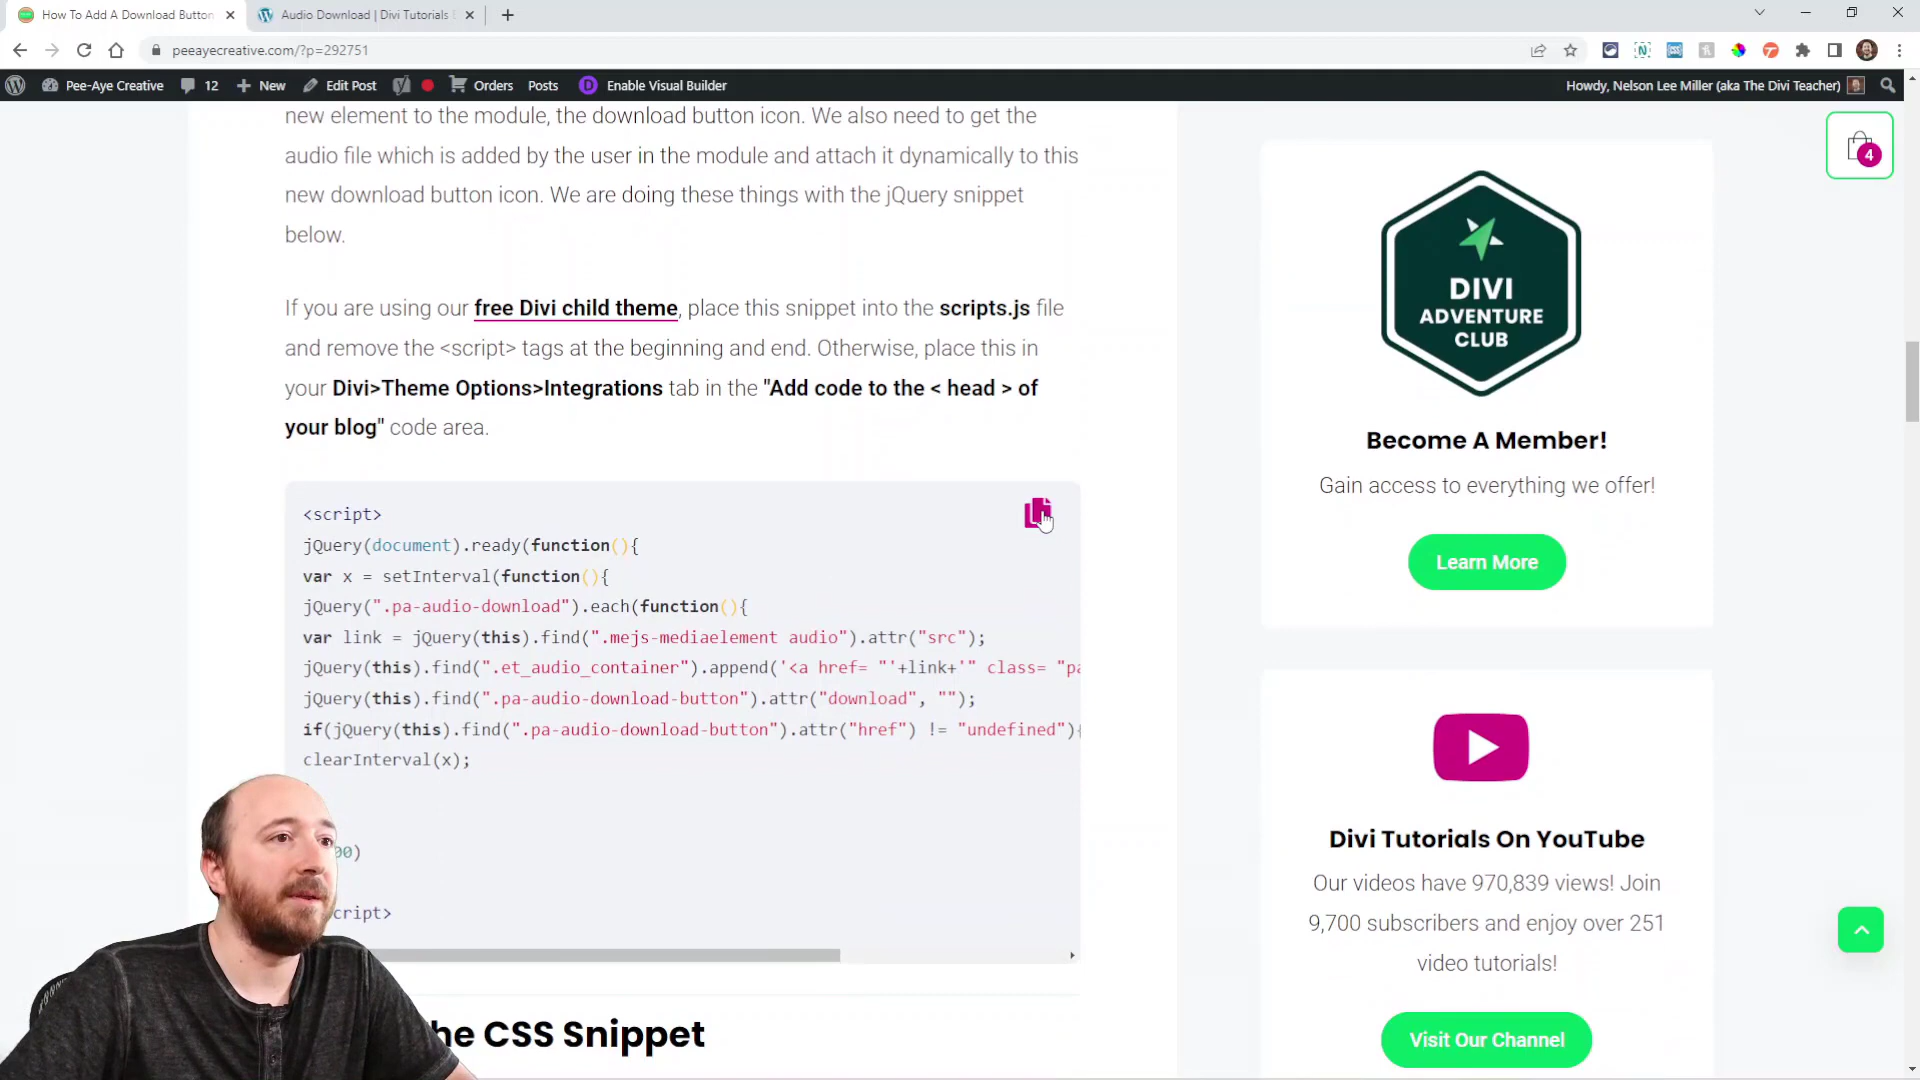 How To Add A Download Button
Audio Download | Divi Tutorials
peeayecreative.com/?p=292751
Pee-Aye Creative
12
New
Edit Post
Orders
Posts
Enable Visual Builder
Howdy, Nelson Lee Miller (aka The Divi Teacher)
4
new element to the module, the download button icon. We also need to get the
audio file which is added by the user in the module and attach it dynamically to this
new download button icon. We are doing these things with the jQuery snippet
below.
If you are using our free Divi child theme, place this snippet into the scripts.js file
and remove the <script> tags at the beginning and end. Otherwise, place this in
your Divi>Theme Options>Integrations tab in the "Add code to the < head > of
your blog" code area.
<script>
jQuery(document).ready(function(){
var x = setInterval(function(){
jQuery(".pa-audio-download").each(function(){
var link = jQuery(this).find(".mejs-mediaelement audio").attr("src");
jQuery(this).find(".et_audio_container").append('<a href= "'+link+'" class= "pa
jQuery(this).find(".pa-audio-download-button").attr("download", "");
if(jQuery(this).find(".pa-audio-download-button").attr("href") != "undefined"){
clearInterval(x);
00)
cript>
he CSS Snippet
DIVI
ADVENTURE
CLUB
Become A Member!
Gain access to everything we offer!
Learn More
Divi Tutorials On YouTube
Our videos have 970,839 views! Join
9,700 subscribers and enjoy over 251
video tutorials!
Visit Our Channel